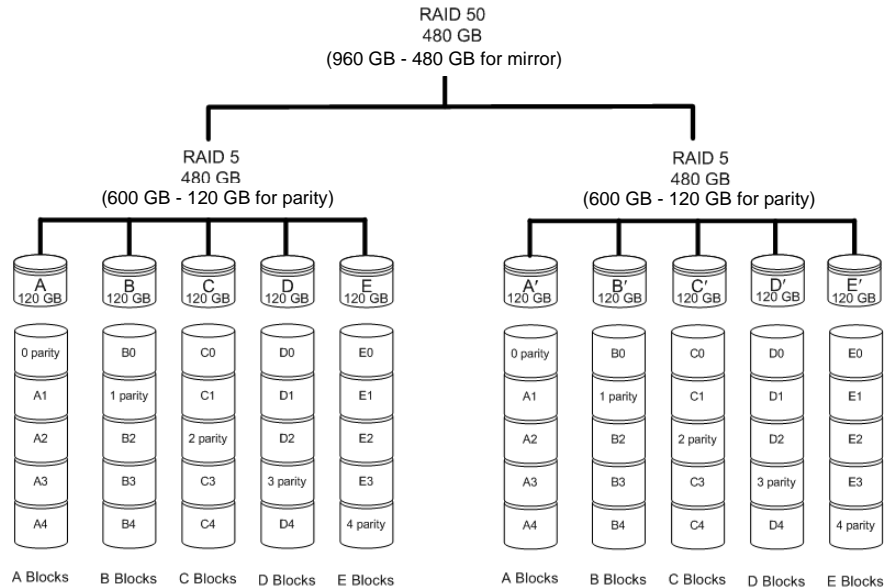 RAID 50
480 GB
(960 GB - 480 GB for mirror)
RAID 5
480 GB
(600 GB - 120 GB for parity)
RAID 5
480 GB
(600 GB - 120 GB for parity)
A B C D E
120 GB 120 GB 120 GB 120 GB 120 GB
A′ B′ C′ D′ E′
120 GB 120 GB 120 GB 120 GB 120 GB
0 parity B0 C0 D0 E0
A1 1 parity C1 D1 E1
A2 B2 2 parity D2 E2
A3 B3 C3 3 parity E3
A4 B4 C4 D4 4 parity
A Blocks B Blocks C Blocks D Blocks E Blocks
0 parity B0 C0 D0 E0
A1 1 parity C1 D1 E1
A2 B2 2 parity D2 E2
A3 B3 C3 3 parity E3
A4 B4 C4 D4 4 parity
A Blocks B Blocks C Blocks D Blocks E Blocks